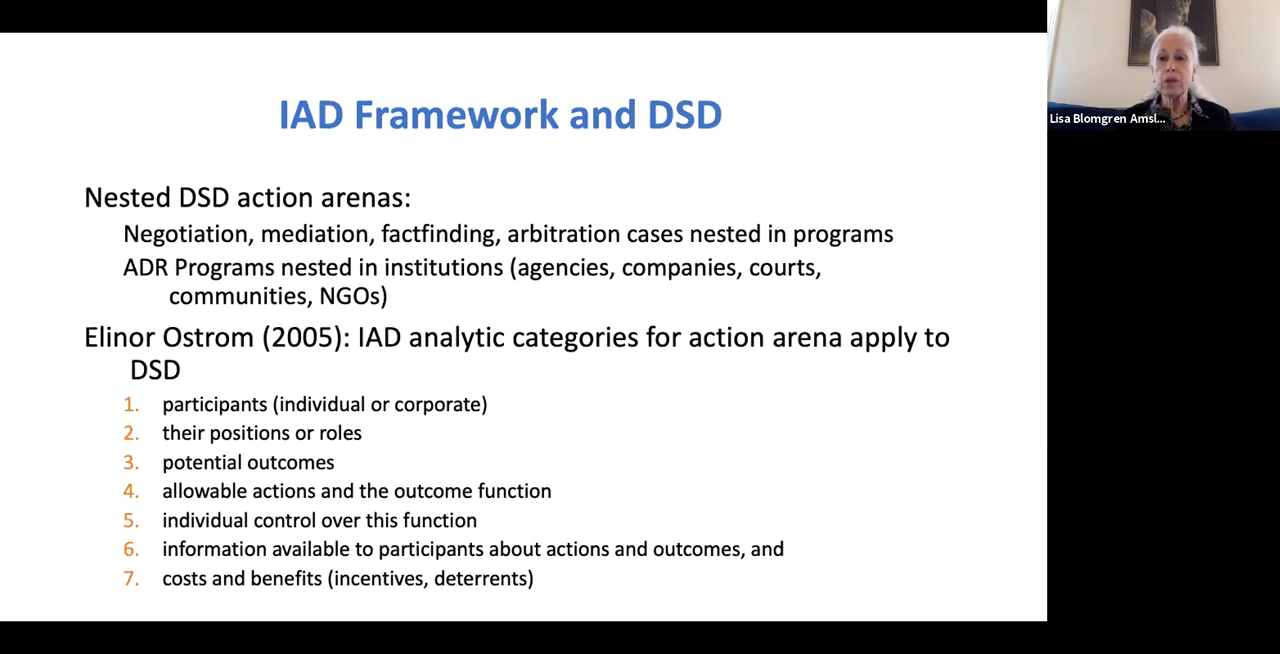 IAD Framework and DSD
Lisa Blomgren Amsl...
Nested DSD action arenas:
Negotiation, mediation, factfinding, arbitration cases nested in programs
ADR Programs nested in institutions (agencies, companies, courts,
communities, NGOs)
Elinor Ostrom (2005): IAD analytic categories for action arena apply to
DSD
1. participants (individual or corporate)
2. their positions or roles
3. potential outcomes
4. allowable actions and the outcome function
5. individual control over this function
6. information available to participants about actions and outcomes, and
7. costs and benefits (incentives, deterrents)